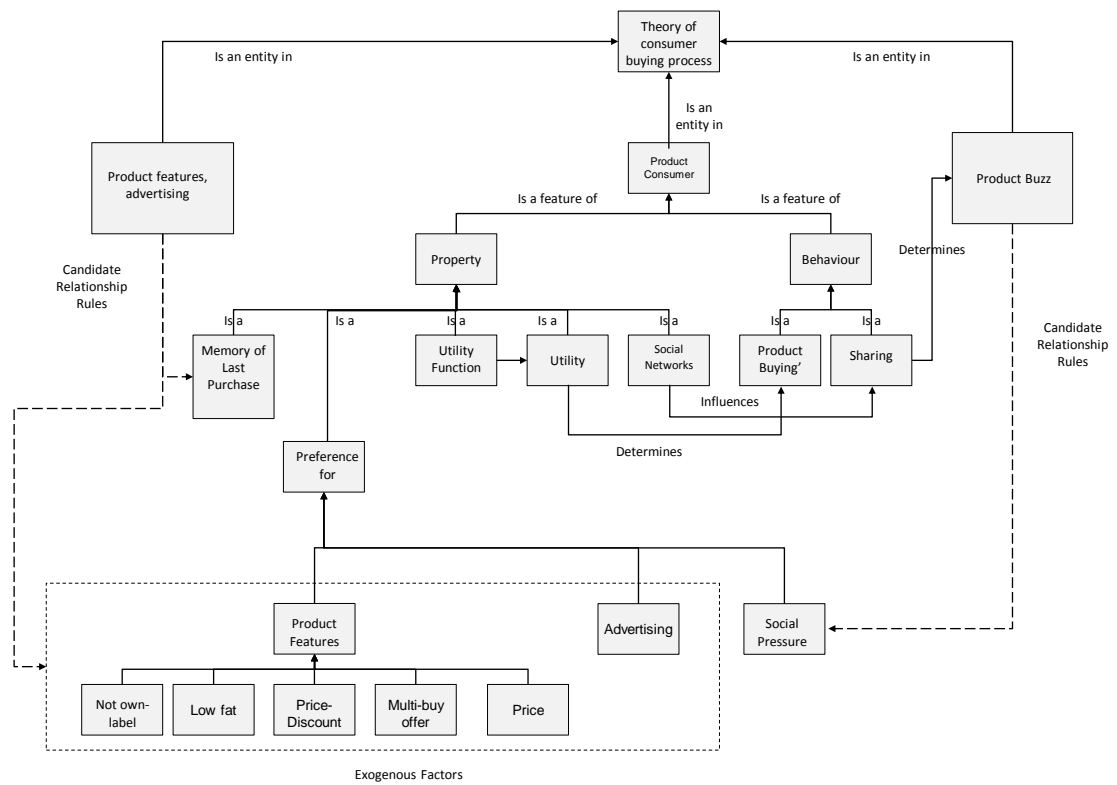 Theory of
consumer
buying process
Is an entity in
Is an entity in
Is an
entity in
Product features,
advertising
Product
Consumer
Product Buzz
Is a feature of
Is a feature of
Property
Behaviour
Determines
Candidate
Relationship
Rules
Is a
Is a
Is a
Is a
Is a
Is a
Is a
Candidate
Relationship
Rules
Memory of
Last
Purchase
Utility
Function
Utility
Social
Networks
Product
Buying’
Sharing
Influences
Determines
Preference
for
Product
Features
Advertising
Social
Pressure
Not own-
label
Low fat
Price-
Discount
Multi-buy
offer
Price
Exogenous Factors